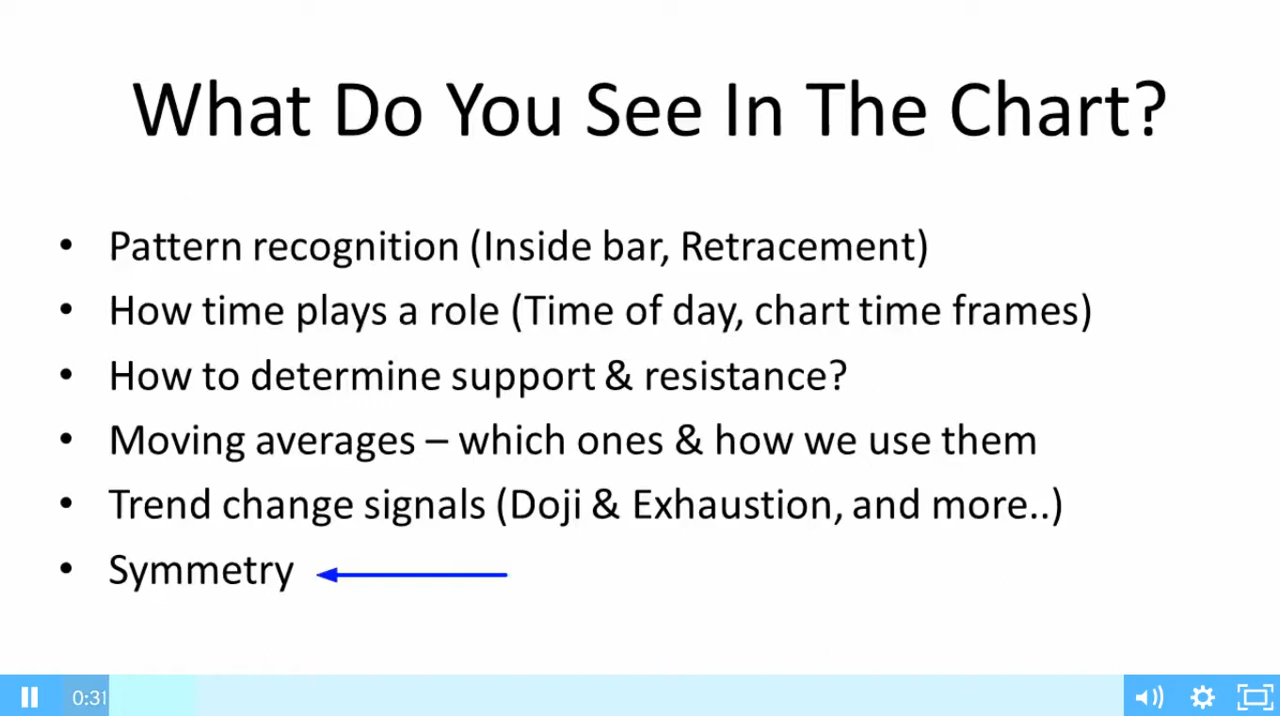 What Do You See In The Chart?
• Pattern recognition (Inside bar, Retracement)
• How time plays a role (Time of day, chart time frames)
• How to determine support & resistance?
• Moving averages – which ones & how we use them
• Trend change signals (Doji & Exhaustion, and more..)
• Symmetry
0:31